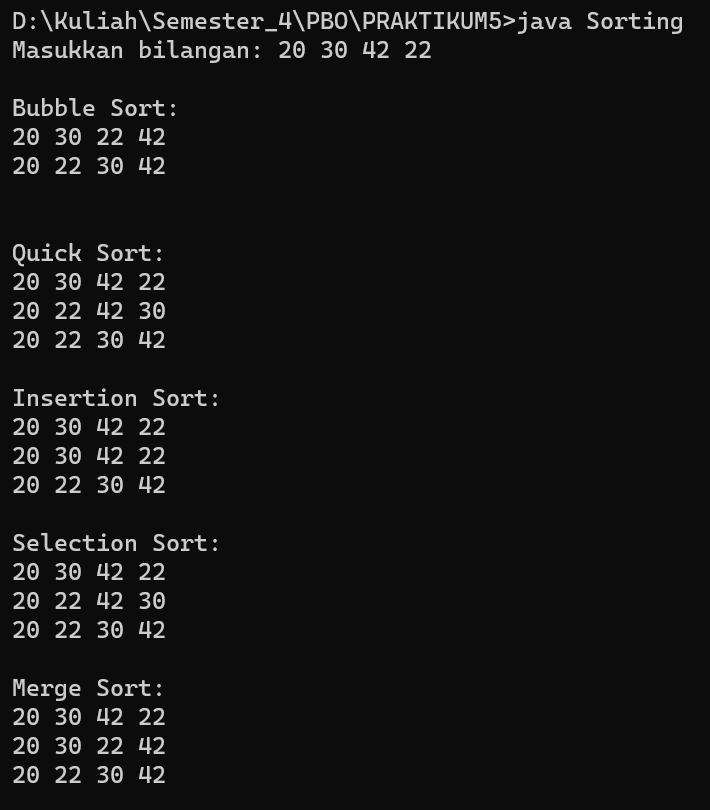 D:\Kuliah\Semester_4\PBO\PRAKTIKUM5>java Sorting
Masukkan bilangan: 20 30 42 22
Bubble Sort:
20 30 22 42
20 22 30 42
Quick Sort:
20 30 42 22
20 22 42 30
20 22 30 42
Insertion Sort:
20 30 42 22
20 30 42 22
20 22 30 42
Selection Sort:
20 30 42 22
20 22 42 30
20 22 30 42
Merge Sort:
20 30 42 22
20 30 22 42
20 22 30 42